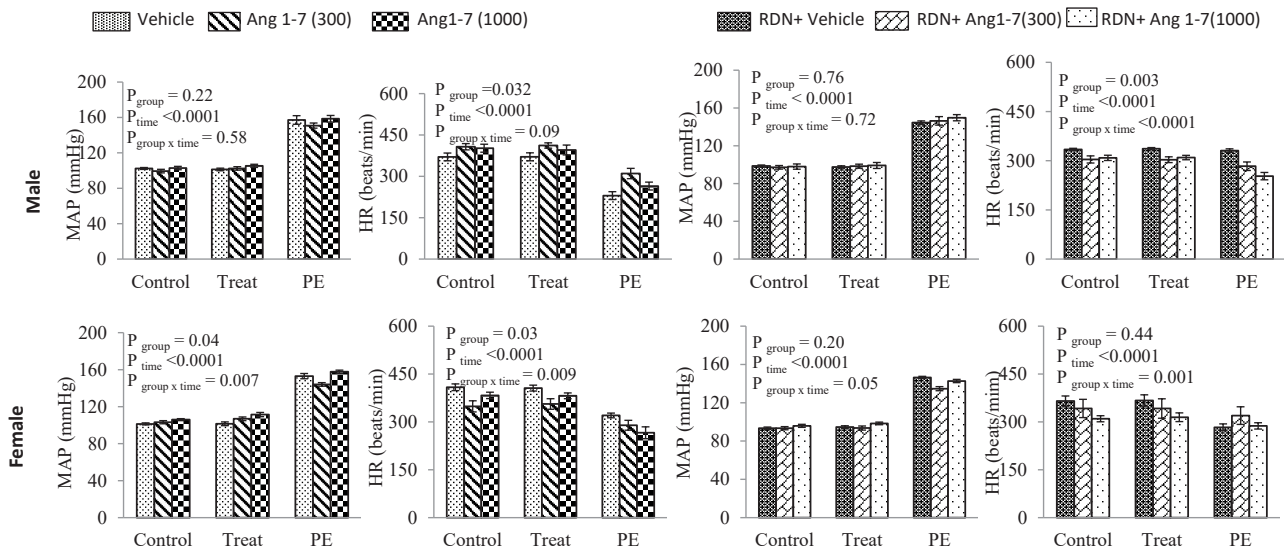 Vehicle Ang 1-7 (300) Ang1-7 (1000)
RDN+ Vehicle RDN+ Ang1-7(300) RDN+ Ang 1-7(1000)
Male
MAP (mmHg)
200
160
120
80
40
0
P group = 0.22
P time <0.0001
P group x time = 0.58
Control Treat PE
HR (beats/min)
600
450
300
150
0
P group =0.032
P time <0.0001
P group x time = 0.09
Control Treat PE
MAP (mmHg)
200
160
120
80
40
0
P group = 0.76
P time < 0.0001
P group x time = 0.72
Control Treat PE
HR (beats/min)
600
450
300
150
0
P group = 0.003
P time <0.0001
P group x time <0.0001
Control Treat PE
Female
MAP (mmHg)
200
160
120
80
40
0
P group = 0.04
P time <0.0001
P group x time = 0.007
Control Treat PE
HR (beats/min)
600
450
300
150
0
P group = 0.03
P time <0.0001
P group x time = 0.009
Control Treat PE
MAP (mmHg)
200
160
120
80
40
0
P group = 0.20
P time <0.0001
P group x time = 0.05
Control Treat PE
HR (beats/min)
600
450
300
150
0
P group = 0.44
P time <0.0001
P group x time = 0.001
Control Treat PE